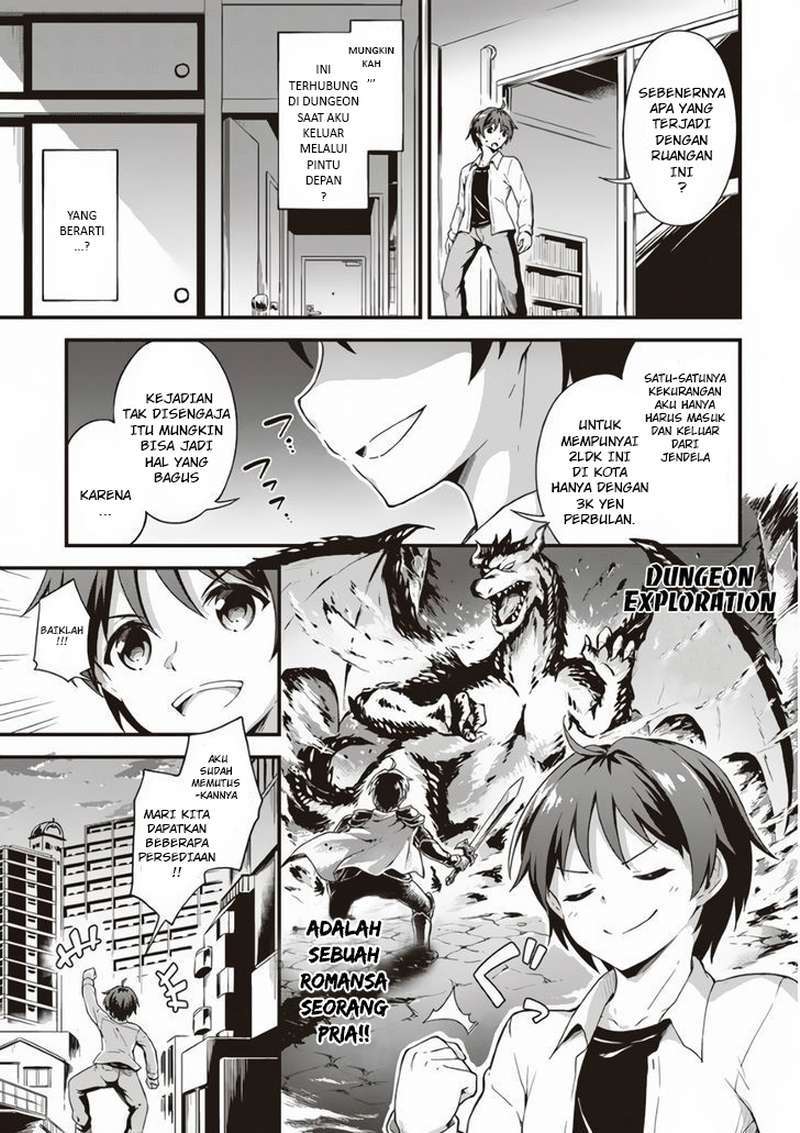 SEBENERNYA
APA YANG
TERJADI
DENGAN
RUANGAN
INI
?
MUNGKIN
KAH
,,,
INI
TERHUBUNG
DI DUNGEON
SAAT AKU
KELUAR
MELALUI
PINTU
DEPAN
?
YANG
BERARTI
...?
SATU-SATUNYA
KEKURANGAN
AKU HANYA
HARUS MASUK
DAN KELUAR
DARI
JENDELA
UNTUK
MEMPUNYAI
2LDK DI KOTA
HANYA DENGAN
3K YEN
PERBULAN.
KEJADIAN
TAK DISENGAJA
ITU MUNGKIN
BISA JADI
HAL YANG
BAGUS
KARENA
...
DUNGEON
EXPLORATION
ADALAH
SEBUAH
ROMANSA
SEORANG
PRIA!!
ぐっ
BAIKLAH
!!!
AKU
SUDAH
MEMUTUS
-KANNYA
MARI KITA
DAPATKAN
BEBERAPA
PERSEDIAAN
!!